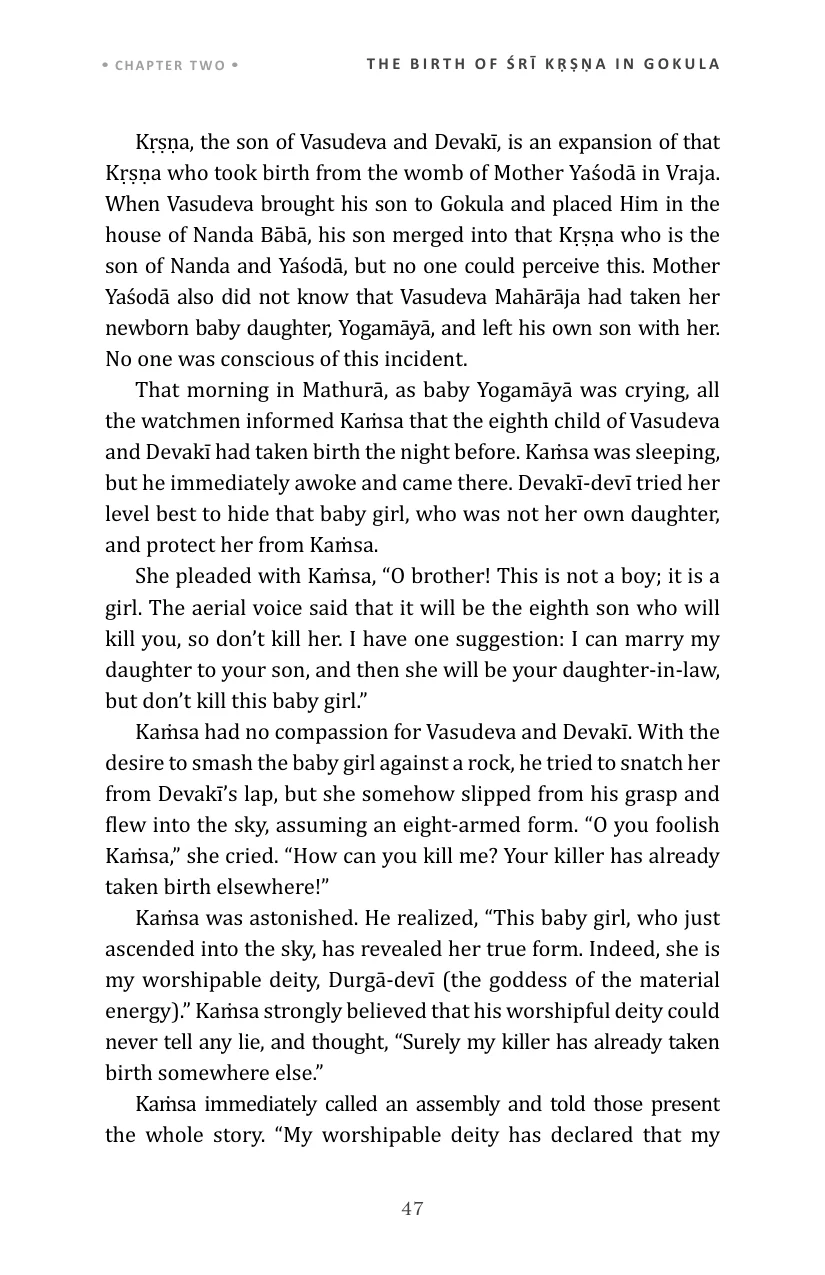 • CHAPTER TWO •
THE BIRTH OF ŚRĪ KṚṢṆA IN GOKULA
Kṛṣṇa, the son of Vasudeva and Devakī, is an expansion of that
Kṛṣṇa who took birth from the womb of Mother Yaśodā in Vraja.
When Vasudeva brought his son to Gokula and placed Him in the
house of Nanda Bābā, his son merged into that Kṛṣṇa who is the
son of Nanda and Yaśodā, but no one could perceive this. Mother
Yaśodā also did not know that Vasudeva Mahārāja had taken her
newborn baby daughter, Yogamāyā, and left his own son with her.
No one was conscious of this incident.
That morning in Mathurā, as baby Yogamāyā was crying, all
the watchmen informed Kaṁsa that the eighth child of Vasudeva
and Devakī had taken birth the night before. Kaṁsa was sleeping,
but he immediately awoke and came there. Devakī-devī tried her
level best to hide that baby girl, who was not her own daughter,
and protect her from Kaṁsa.
She pleaded with Kaṁsa, “O brother! This is not a boy; it is a
girl. The aerial voice said that it will be the eighth son who will
kill you, so don’t kill her. I have one suggestion: I can marry my
daughter to your son, and then she will be your daughter-in-law,
but don’t kill this baby girl.”
Kaṁsa had no compassion for Vasudeva and Devakī. With the
desire to smash the baby girl against a rock, he tried to snatch her
from Devakī’s lap, but she somehow slipped from his grasp and
flew into the sky, assuming an eight-armed form. “O you foolish
Kaṁsa,” she cried. “How can you kill me? Your killer has already
taken birth elsewhere!”
Kaṁsa was astonished. He realized, “This baby girl, who just
ascended into the sky, has revealed her true form. Indeed, she is
my worshipable deity, Durgā-devī (the goddess of the material
energy).” Kaṁsa strongly believed that his worshipful deity could
never tell any lie, and thought, “Surely my killer has already taken
birth somewhere else.”
Kaṁsa immediately called an assembly and told those present
the whole story. “My worshipable deity has declared that my
47